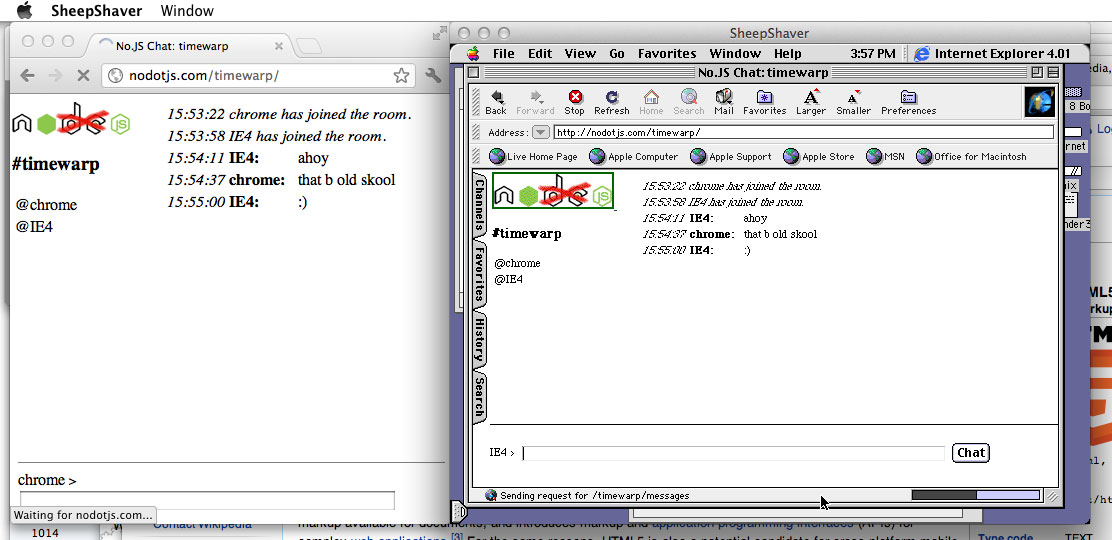 SheepShaver Window
No.JS Chat: timewarp
nodotjs.com/timewarp/
15:53:22 chrome has joined the room.
15:53:58 IE4 has joined the room.
#timewarp
15:54:11 IE4: ahoy
15:54:37 chrome: that b old skool
@chrome
15:55:00 IE4: :)
@IE4
chrome >
Waiting for nodotjs.com...
SheepShaver
File Edit View Go Favorites Window Help 3:57 PM Internet Explorer 4.01
No.JS Chat: timewarp
Back Forward Stop Refresh Home Search Mail Favorites Larger Smaller Preferences
Address: http://nodotjs.com/timewarp/
Live Home Page Apple Computer Apple Support Apple Store MSN Office for Macintosh
Channels
Favorites
History
Search
15:53:22 chrome has joined the room.
15:53:58 IE4 has joined the room.
15:54:11 IE4: ahoy
#timewarp
15:54:37 chrome: that b old skool
15:55:00 IE4: :)
@chrome
@IE4
IE4 > Chat
Sending request for /timewarp/messages
1014
Contact Wikipedia
markup available for documents, and introduces markup and application programming interfaces (APIs) for
complex web applications.[3] For the same reasons, HTML5 is also a potential candidate for cross-platform mobile
Type code TEXT